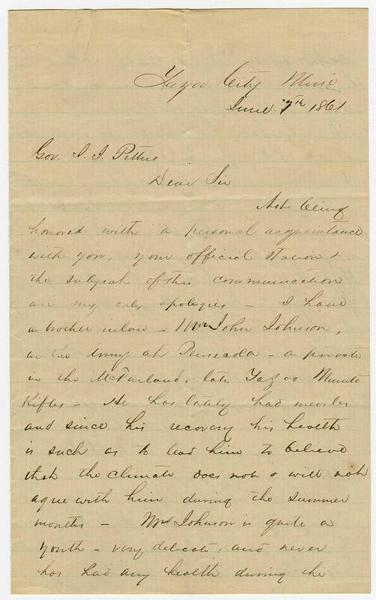 Yazoo City Miss
June 7th 1861
Gov. J. J. Pettus
Dear Sir
Not being
honored with a personal acquaintance
with you, your official station &
the subject of this communication
are my only apologies - I have
a brother in law - Wm John Johnson,
in the Army at Pensacola - a private
in the McFarland, late Yazoo Minute
Rifles - He has lately had measles
and since his recovery his health
is such as to lead him to believe
that the climate does not & will not
agree with him during the summer
months - Mr Johnson is quite a
youth - very delicate, and never
has had any health during the